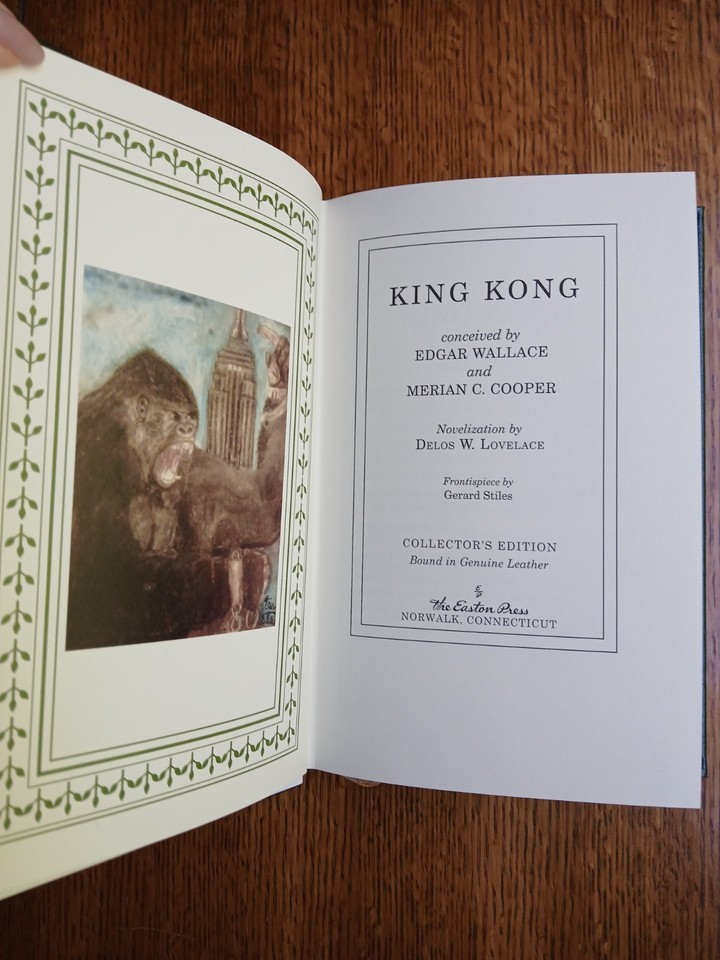 KING KONG
conceived by
EDGAR WALLACE
and
MERIAN C. COOPER
Novelization by
DELOS W. LOVELACE
Frontispiece by
Gerard Stiles
COLLECTOR'S EDITION
Bound in Genuine Leather
E/P
the Easton Press
NORWALK, CONNECTICUT